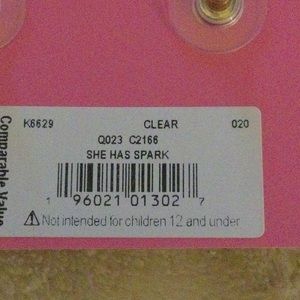 K6629 CLEAR 020
Q023 C2166
SHE HAS SPARK
1 96021 01302 7
Not intended for children 12 and under
Comparable Value